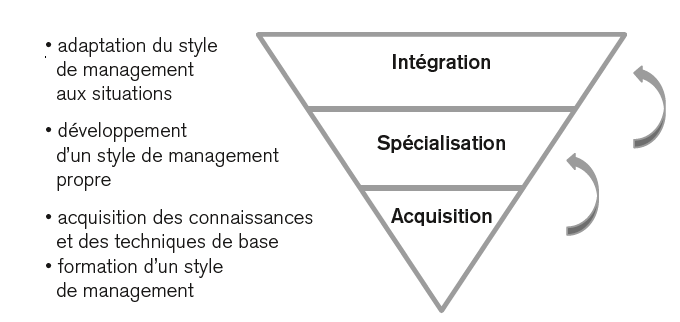 • adaptation du style
de management
aux situations
Intégration
• développement
d'un style de management
propre
Spécialisation
• acquisition des connaissances
et des techniques de base
• formation d'un style
de management
Acquisition